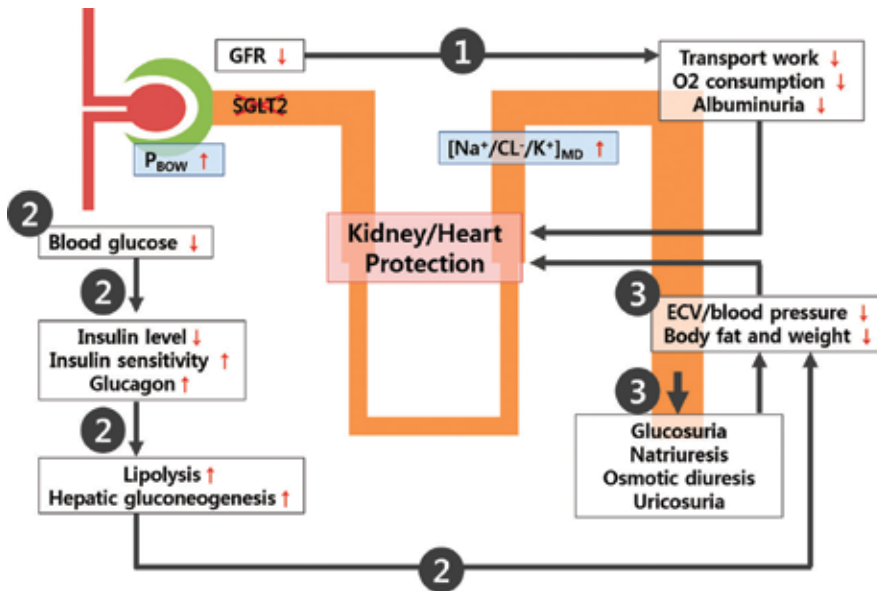 GFR ↓
1
Transport work ↓
O2 consumption ↓
Albuminuria ↓
SGLT2
PBOW ↑
[Na⁺/CL⁻/K⁺]MD ↑
2
Blood glucose ↓
Kidney/Heart
Protection
2
3
ECV/blood pressure ↓
Body fat and weight ↓
Insulin level ↓
Insulin sensitivity ↑
Glucagon ↑
3
2
Glucosuria
Natriuresis
Osmotic diuresis
Uricosuria
Lipolysis ↑
Hepatic gluconeogenesis ↑
2